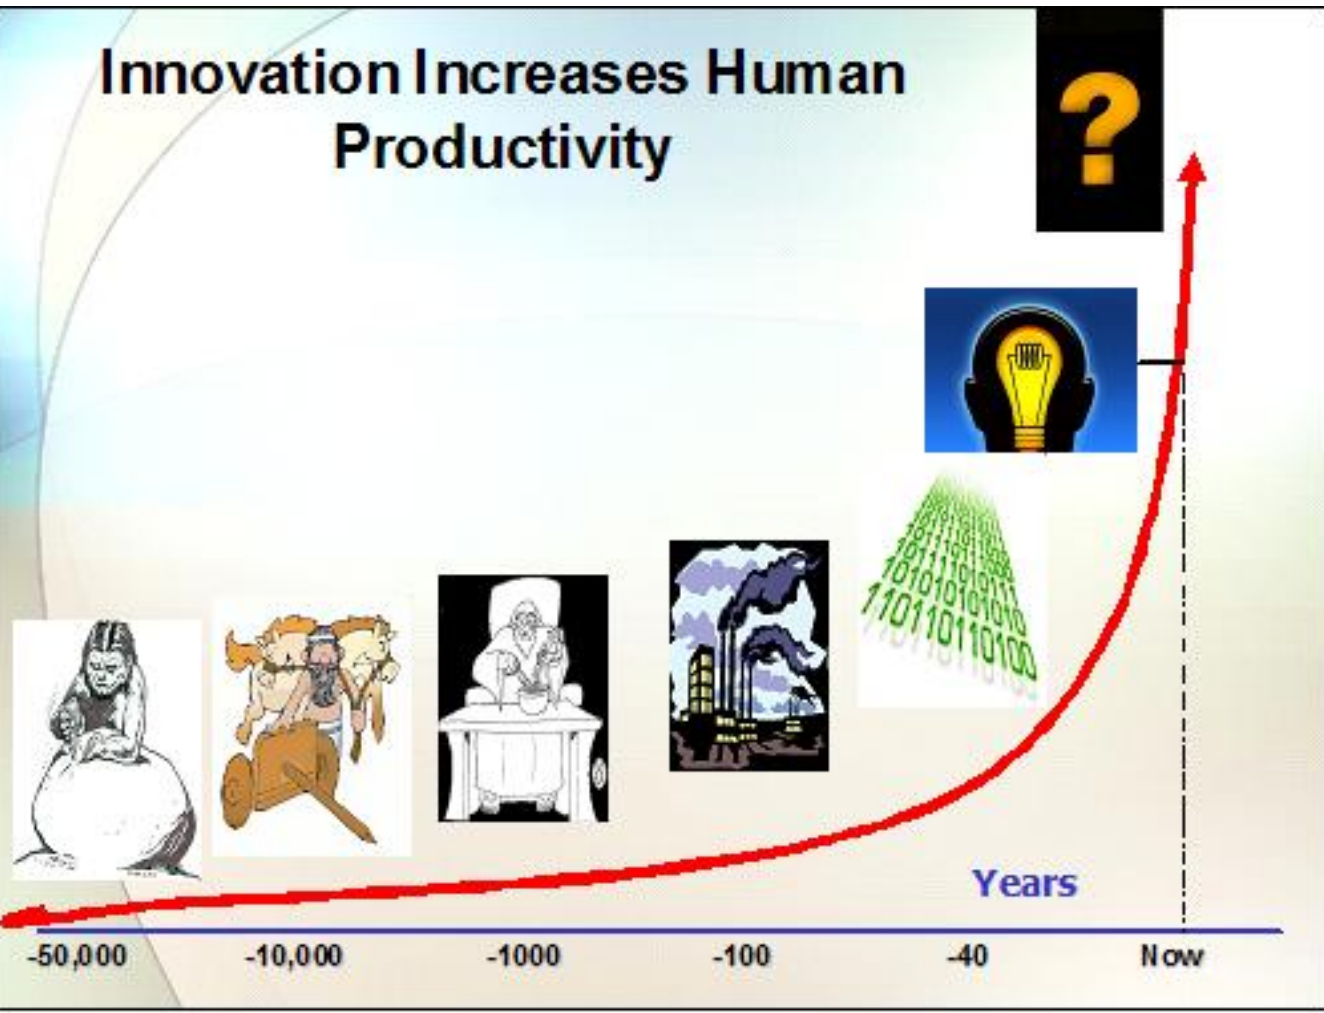 Innovation Increases Human
Productivity
?
Years
-50,000 -10,000 -1000 -100 -40 Now